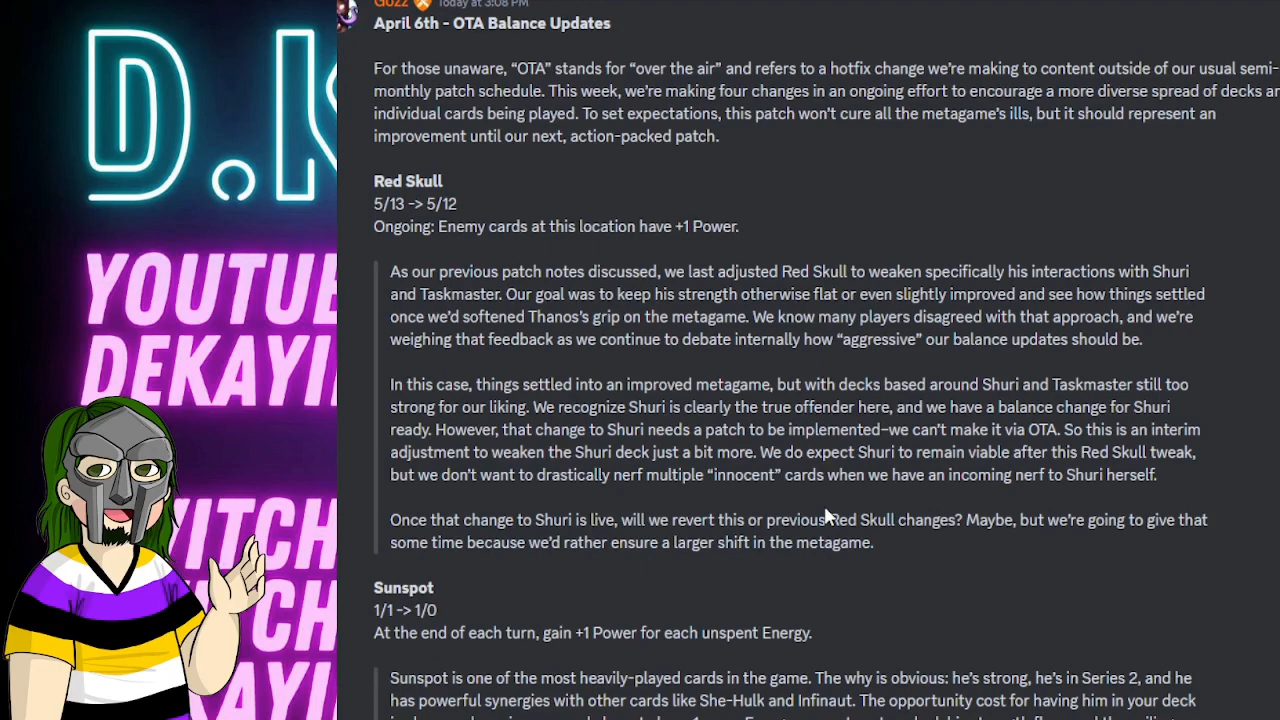 D.K
YOUTUBE
DEKAYI
Gozz Today at 3:08 PM
April 6th - OTA Balance Updates
For those unaware, “OTA” stands for “over the air” and refers to a hotfix change we’re making to content outside of our usual semi-
monthly patch schedule. This week, we’re making four changes in an ongoing effort to encourage a more diverse spread of decks an
individual cards being played. To set expectations, this patch won’t cure all the metagame’s ills, but it should represent an
improvement until our next, action-packed patch.
Red Skull
5/13 -> 5/12
Ongoing: Enemy cards at this location have +1 Power.
As our previous patch notes discussed, we last adjusted Red Skull to weaken specifically his interactions with Shuri
and Taskmaster. Our goal was to keep his strength otherwise flat or even slightly improved and see how things settled
once we’d softened Thanos’s grip on the metagame. We know many players disagreed with that approach, and we’re
weighing that feedback as we continue to debate internally how “aggressive” our balance updates should be.
In this case, things settled into an improved metagame, but with decks based around Shuri and Taskmaster still too
strong for our liking. We recognize Shuri is clearly the true offender here, and we have a balance change for Shuri
ready. However, that change to Shuri needs a patch to be implemented–we can’t make it via OTA. So this is an interim
adjustment to weaken the Shuri deck just a bit more. We do expect Shuri to remain viable after this Red Skull tweak,
but we don’t want to drastically nerf multiple “innocent” cards when we have an incoming nerf to Shuri herself.
Once that change to Shuri is live, will we revert this or previous Red Skull changes? Maybe, but we’re going to give that
some time because we’d rather ensure a larger shift in the metagame.
Sunspot
1/1 -> 1/0
At the end of each turn, gain +1 Power for each unspent Energy.
Sunspot is one of the most heavily-played cards in the game. The why is obvious: he’s strong, he’s in Series 2, and he
has powerful synergies with other cards like She-Hulk and Infinaut. The opportunity cost for having him in your deck